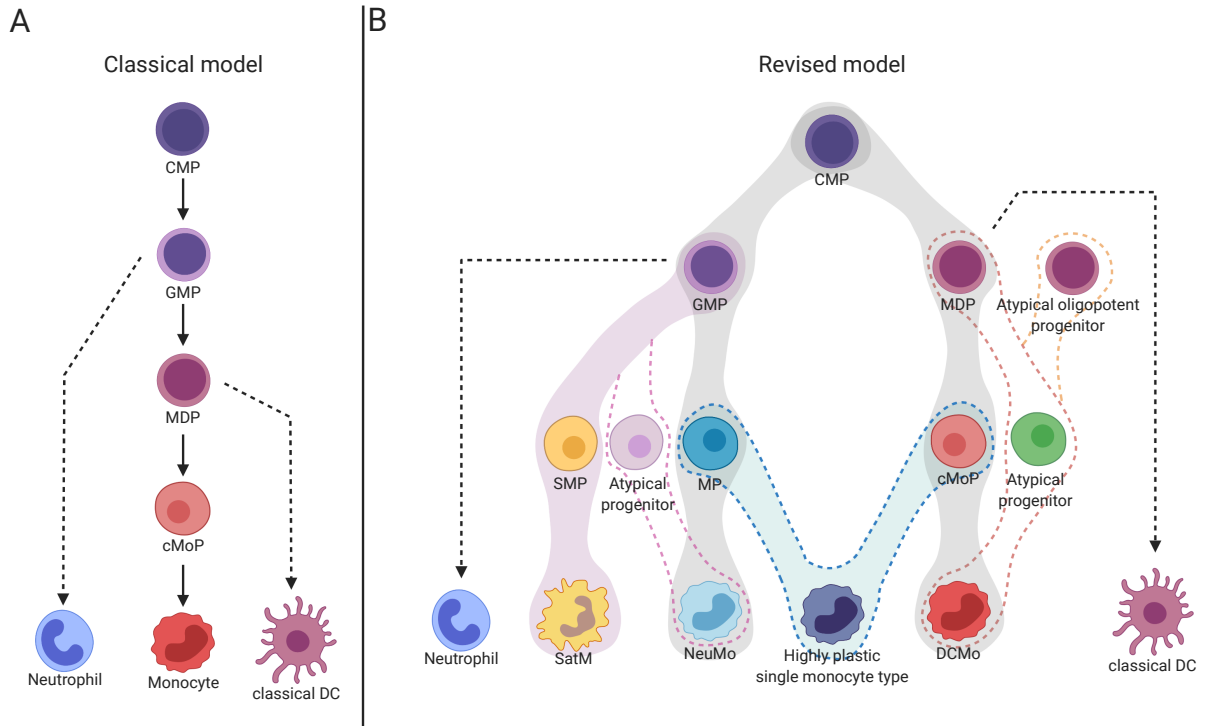 A
Classical model
CMP
GMP
MDP
cMoP
Neutrophil
Monocyte
classical DC
B
Revised model
CMP
GMP
MDP
Atypical oligopotent
progenitor
SMP
Atypical
progenitor
MP
cMoP
Atypical
progenitor
Neutrophil
SatM
NeuMo
Highly plastic
single monocyte type
DCMo
classical DC